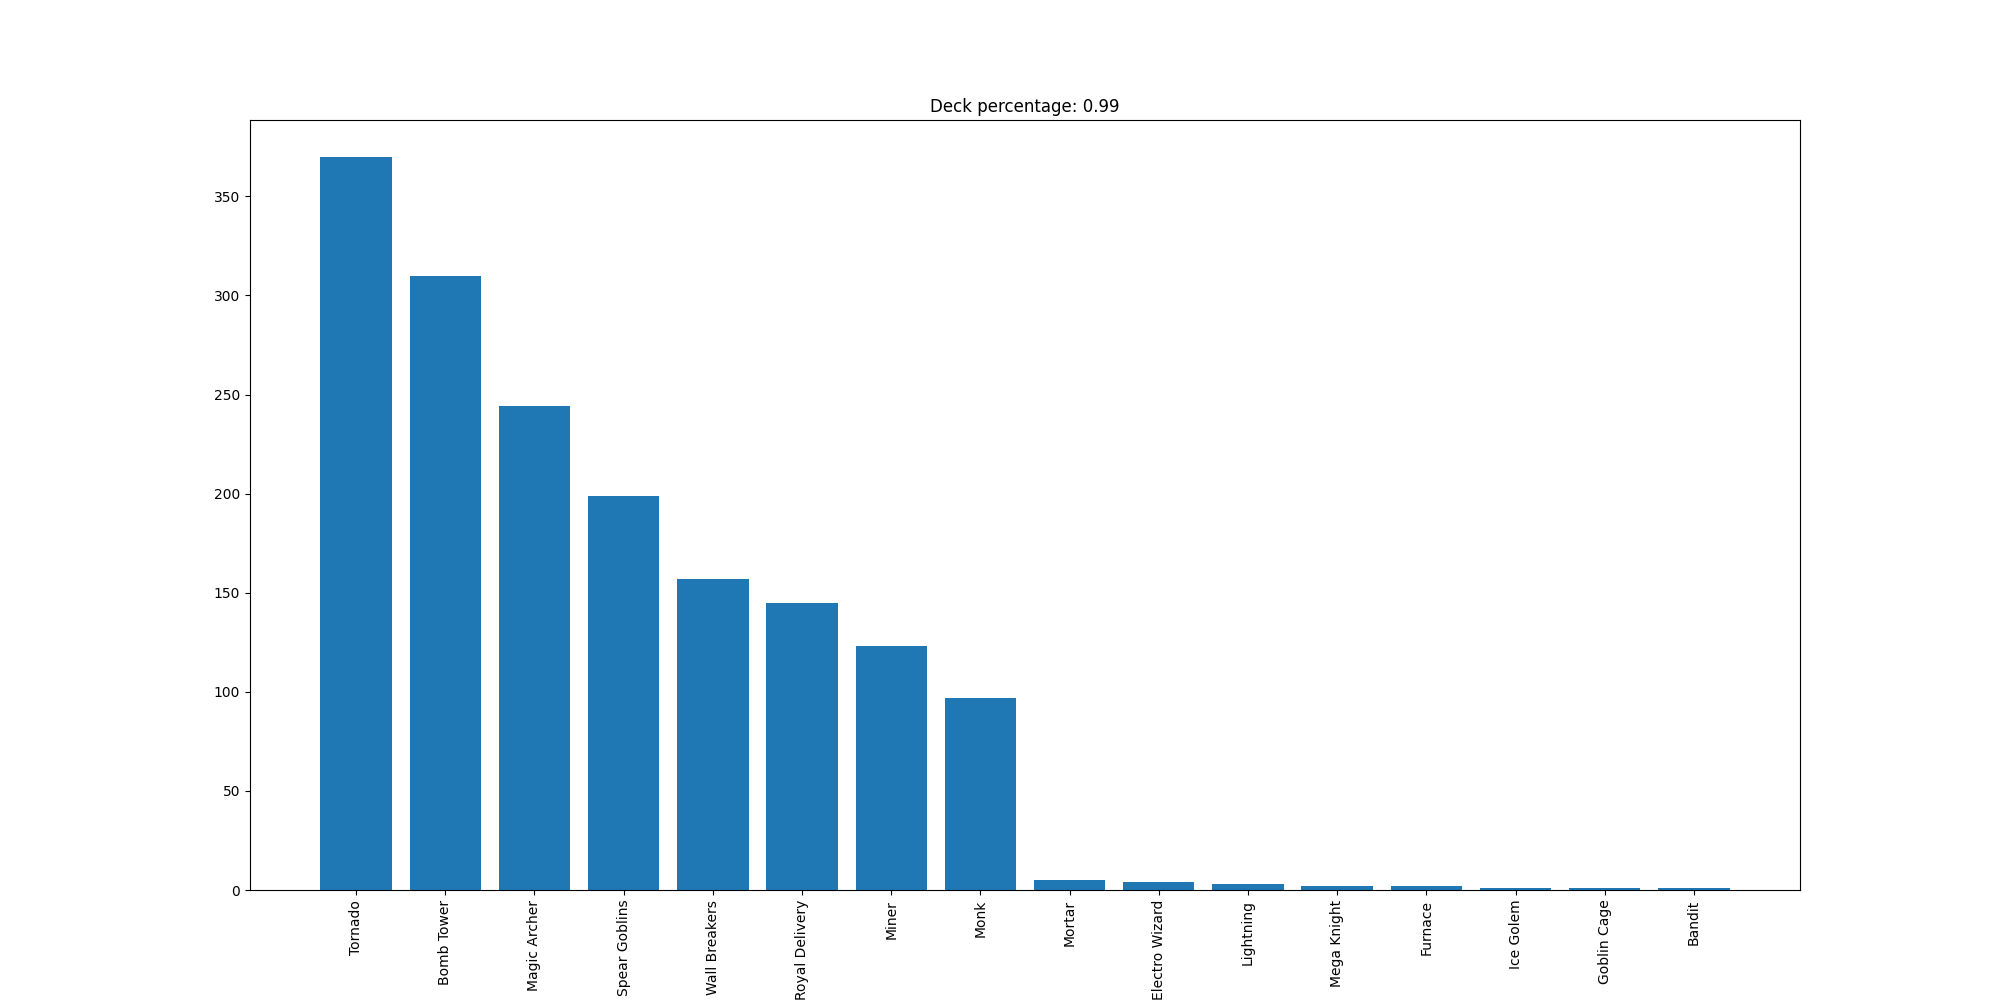 Deck percentage: 0.99
350
300
250
200
150
100
50
0
Tornado
Bomb Tower
Magic Archer
Spear Goblins
Wall Breakers
Royal Delivery
Miner
Monk
Mortar
Electro Wizard
Lightning
Mega Knight
Furnace
Ice Golem
Goblin Cage
Bandit